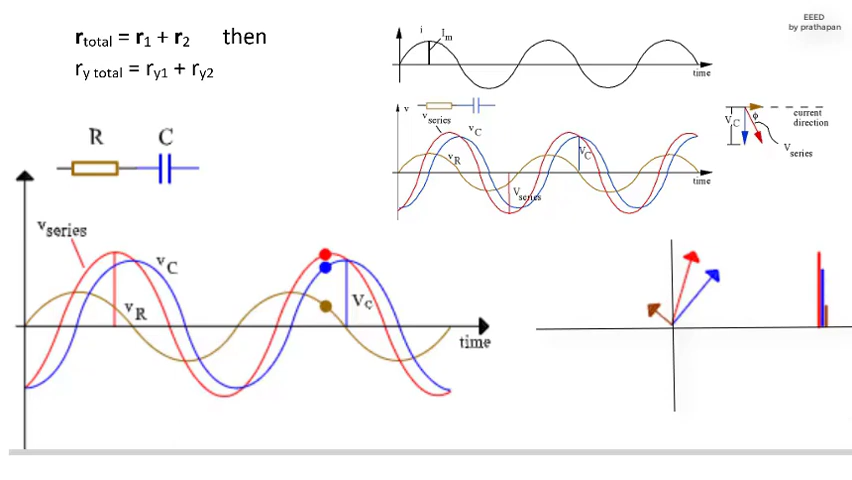 r total = r1 + r2 then
ry total = ry1 + ry2
EEED
by prathapan
i
Im
time
v
vseries
vC
vR
VC
Vseries
time
VC
ϕ
current
direction
Vseries
R
C
vseries
vC
vR
VC
time